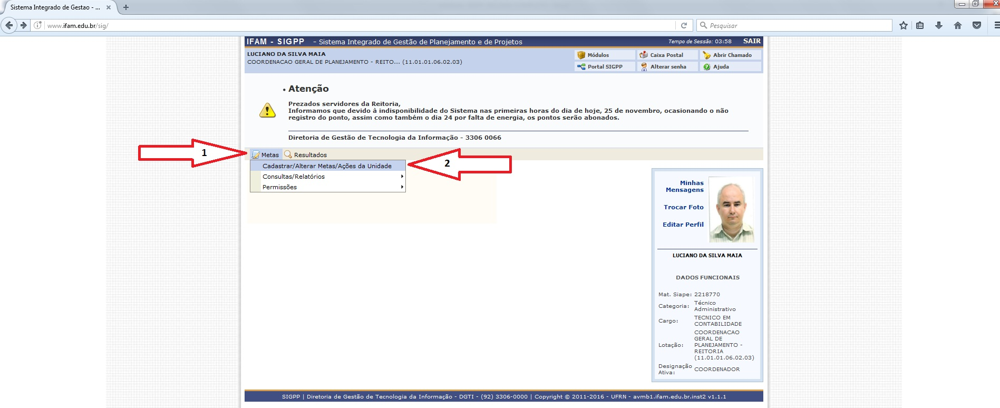 Sistema Integrado de Gestao - ...
www.ifam.edu.br/sig/
Pesquisar
IFAM - SIGPP - Sistema Integrado de Gestão de Planejamento e de Projetos
Tempo de Sessão: 03:58
SAIR
LUCIANO DA SILVA MAIA
COORDENACAO GERAL DE PLANEJAMENTO - REITO... (11.01.01.06.02.03)
Módulos
Caixa Postal
Abrir Chamado
Portal SIGPP
Alterar senha
Ajuda
• Atenção
Prezados servidores da Reitoria,
Informamos que devido à indisponibilidade do Sistema nas primeiras horas do dia de hoje, 25 de novembro, ocasionando o não
registro do ponto, assim como também o dia 24 por falta de energia, os pontos serão abonados.
Diretoria de Gestão de Tecnologia da Informação - 3306 0066
1
Metas
Resultados
Cadastrar/Alterar Metas/Ações da Unidade
2
Consultas/Relatórios
Permissões
Minhas
Mensagens
Trocar Foto
Editar Perfil
LUCIANO DA SILVA MAIA
DADOS FUNCIONAIS
Mat. Siape: 2218770
Categoria: Técnico
Administrativo
Cargo: TECNICO EM
CONTABILIDADE
Lotação: COORDENACAO
GERAL DE
PLANEJAMENTO -
REITORIA
(11.01.01.06.02.03)
Designação
Ativa: COORDENADOR
SIGPP | Diretoria de Gestão de Tecnologia da Informação - DGTI - (92) 3306-0000 | Copyright © 2011-2016 - UFRN - avmb1.ifam.edu.br.inst2 v1.1.1